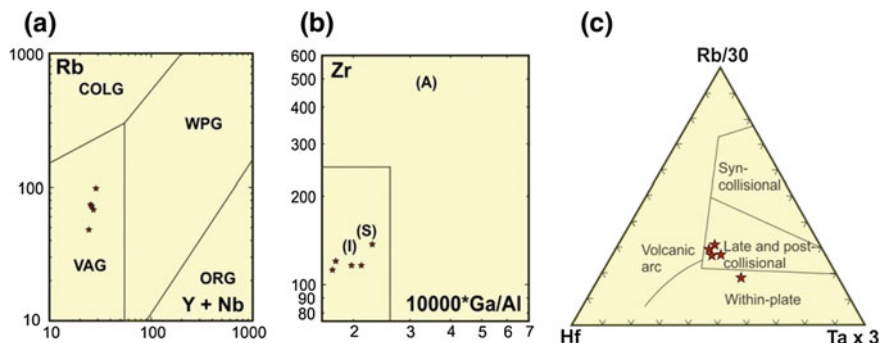 (a)
1000
Rb
COLG
WPG
100
VAG
ORG
10
Y + Nb
10 100 1000
(b)
600
Zr
500
(A)
400
300
200
(S)
(I)
100
90
80
10000*Ga/Al
2 3 4 5 6 7
(c)
Rb/30
Syn-
collisional
Volcanic
arc
Late and post-
collisional
Within-plate
Hf
Ta x 3